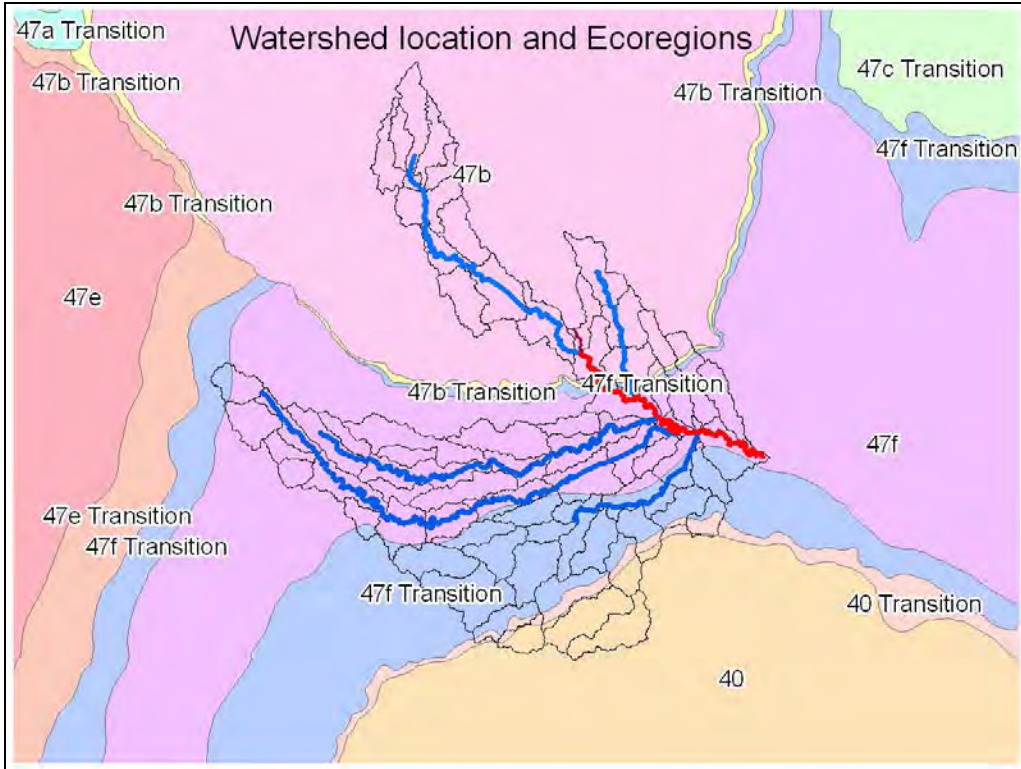 47a Transition
Watershed location and Ecoregions
47b Transition
47c Transition
47b Transition
47f Transition
47b
47b Transition
47e
47f Transition
47b Transition
47f
47e Transition
47f Transition
47f Transition
40 Transition
40